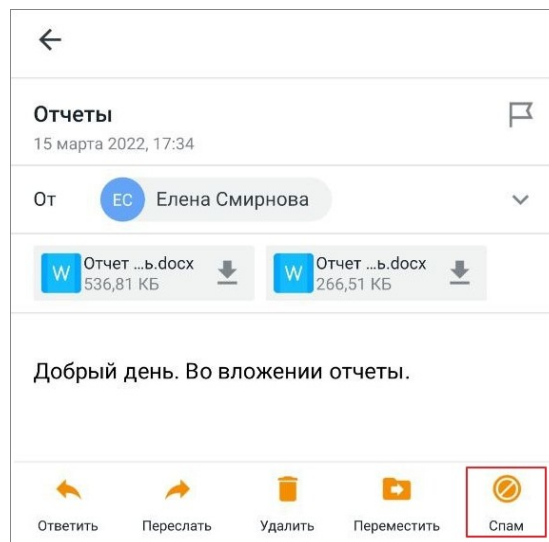 Отчеты
15 марта 2022, 17:34
От ЕС Елена Смирнова
W Отчет ...ь.docx W Отчет ...ь.docx
536,81 КБ 266,51 КБ
Добрый день. Во вложении отчеты.
Ответить Переслать Удалить Переместить Спам